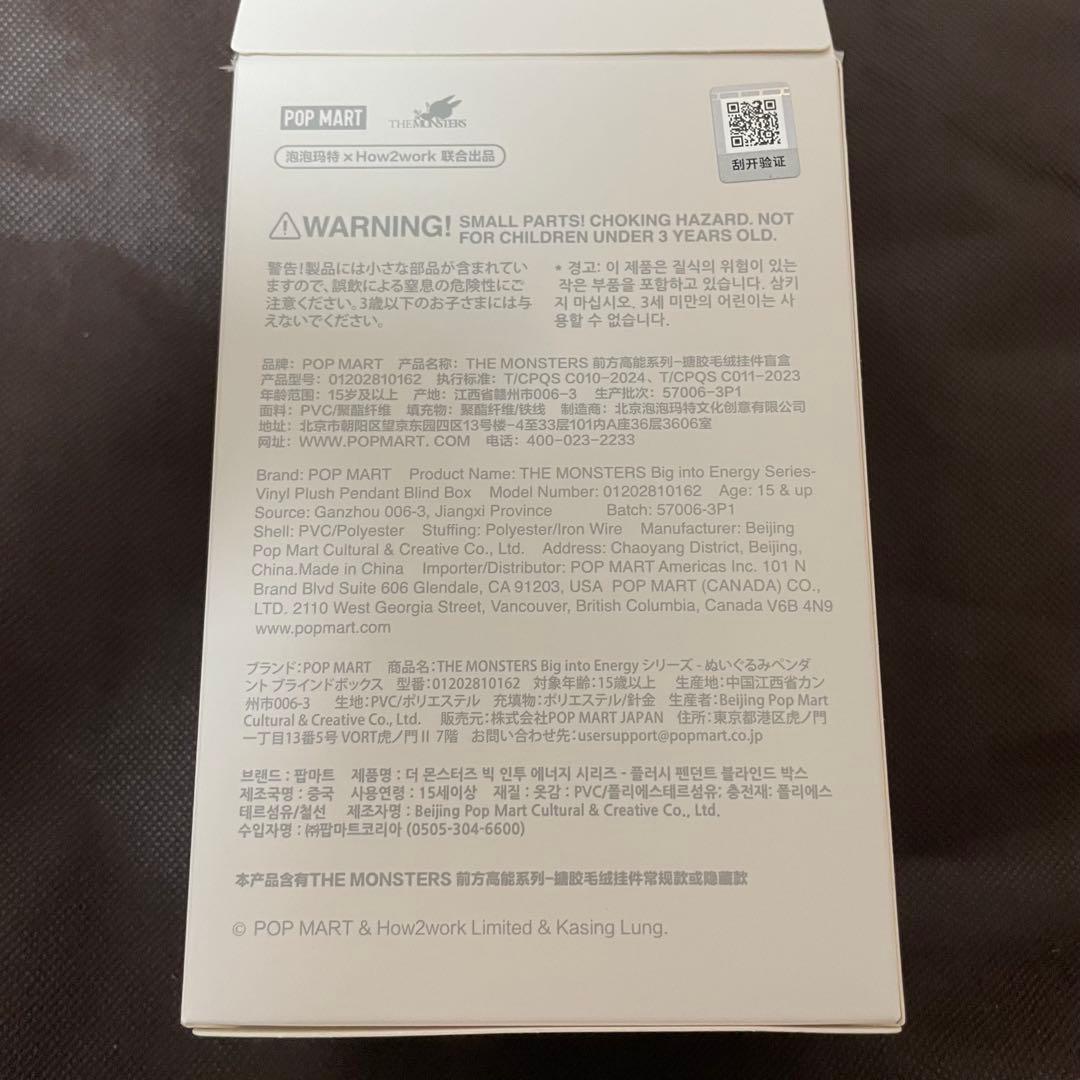 POP MART
THE MONSTERS
泡泡玛特×How2work 联合出品
刮开验证
WARNING! SMALL PARTS! CHOKING HAZARD. NOT
FOR CHILDREN UNDER 3 YEARS OLD.
警告!製品には小さな部品が含まれてい
ますので、誤飲による窒息の危険性にご
注意ください。3歳以下のお子さまには与
えないでください。
* 경고: 이 제품은 질식의 위험이 있는
작은 부품을 포함하고 있습니다. 삼키
지 마십시오. 3세 미만의 어린이는 사
용할 수 없습니다.
品牌: POP MART 产品名称: THE MONSTERS 前方高能系列-搪胶毛绒挂件盲盒
产品型号: 01202810162 执行标准: T/CPQS C010-2024、T/CPQS C011-2023
年龄范围: 15岁及以上 产地: 江西省赣州市006-3 生产批次: 57006-3P1
面料: PVC/聚酯纤维 填充物: 聚酯纤维/铁线 制造商: 北京泡泡玛特文化创意有限公司
地址: 北京市朝阳区望京东园四区13号楼-4至33层101内A座36层3606室
网址: WWW.POPMART. COM 电话: 400-023-2233
Brand: POP MART Product Name: THE MONSTERS Big into Energy Series-
Vinyl Plush Pendant Blind Box Model Number: 01202810162 Age: 15 & up
Source: Ganzhou 006-3, Jiangxi Province Batch: 57006-3P1
Shell: PVC/Polyester Stuffing: Polyester/Iron Wire Manufacturer: Beijing
Pop Mart Cultural & Creative Co., Ltd. Address: Chaoyang District, Beijing,
China.Made in China Importer/Distributor: POP MART Americas Inc. 101 N
Brand Blvd Suite 606 Glendale, CA 91203, USA POP MART (CANADA) CO.,
LTD. 2110 West Georgia Street, Vancouver, British Columbia, Canada V6B 4N9
www.popmart.com
ブランド:POP MART 商品名:THE MONSTERS Big into Energy シリーズ - ぬいぐるみペンダ
ント ブラインドボックス 型番:01202810162 対象年齢:15歳以上 生産地:中国江西省カン
州市006-3 生地:PVC/ポリエステル 充填物:ポリエステル/針金 生産者:Beijing Pop Mart
Cultural & Creative Co., Ltd. 販売元:株式会社POP MART JAPAN 住所:東京都港区虎ノ門
一丁目13番5号 VORT虎ノ門Ⅱ 7階 お問い合わせ先:usersupport@popmart.co.jp
브랜드 : 팝마트 제품명 : 더 몬스터즈 빅 인투 에너지 시리즈 - 플러시 펜던트 블라인드 박스
제조국명 : 중국 사용연령 : 15세이상 재질 : 옷감 : PVC/폴리에스테르섬유; 충전재: 폴리에스
테르섬유/철선 제조자명 : Beijing Pop Mart Cultural & Creative Co., Ltd.
수입자명 : ㈜팝마트코리아 (0505-304-6600)
本产品含有THE MONSTERS 前方高能系列-搪胶毛绒挂件常规款或隐藏款
© POP MART & How2work Limited & Kasing Lung.